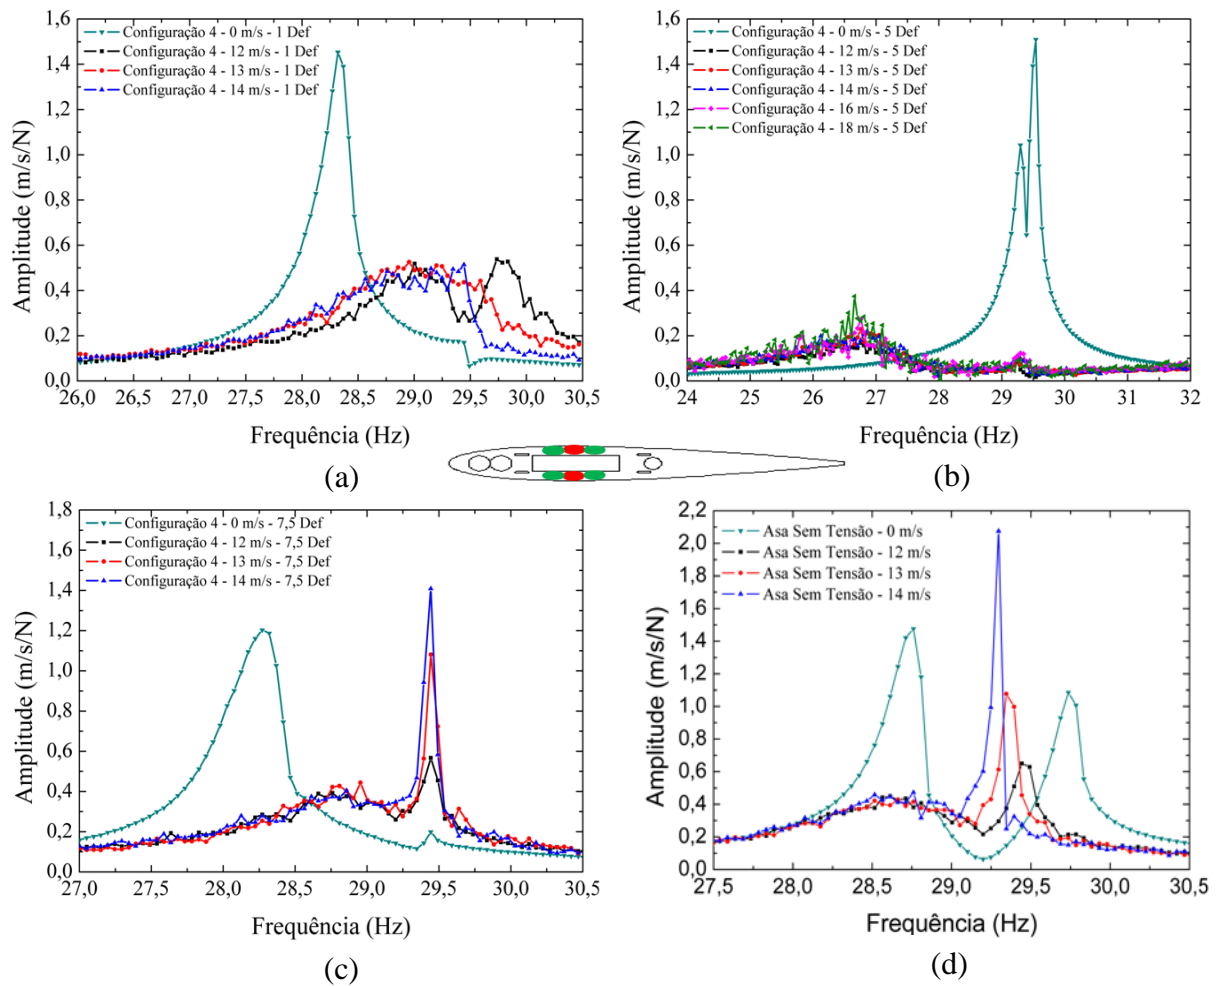 Configuração 4 - 0 m/s - 1 Def
Configuração 4 - 12 m/s - 1 Def
Configuração 4 - 13 m/s - 1 Def
Configuração 4 - 14 m/s - 1 Def
1,6
1,4
1,2
1,0
0,8
0,6
0,4
0,2
0,0
Amplitude (m/s/N)
26,0 26,5 27,0 27,5 28,0 28,5 29,0 29,5 30,0 30,5
Frequência (Hz)
(a)
Configuração 4 - 0 m/s - 5 Def
Configuração 4 - 12 m/s - 5 Def
Configuração 4 - 13 m/s - 5 Def
Configuração 4 - 14 m/s - 5 Def
Configuração 4 - 16 m/s - 5 Def
Configuração 4 - 18 m/s - 5 Def
1,6
1,4
1,2
1,0
0,8
0,6
0,4
0,2
0,0
Amplitude (m/s/N)
24 25 26 27 28 29 30 31 32
Frequência (Hz)
(b)
Configuração 4 - 0 m/s - 7,5 Def
Configuração 4 - 12 m/s - 7,5 Def
Configuração 4 - 13 m/s - 7,5 Def
Configuração 4 - 14 m/s - 7,5 Def
1,8
1,6
1,4
1,2
1,0
0,8
0,6
0,4
0,2
0,0
Amplitude (m/s/N)
27,0 27,5 28,0 28,5 29,0 29,5 30,0 30,5
Frequência (Hz)
(c)
Asa Sem Tensão - 0 m/s
Asa Sem Tensão - 12 m/s
Asa Sem Tensão - 13 m/s
Asa Sem Tensão - 14 m/s
2,2
2,0
1,8
1,6
1,4
1,2
1,0
0,8
0,6
0,4
0,2
0,0
Amplitude (m/s/N)
27,5 28,0 28,5 29,0 29,5 30,0 30,5
Frequência (Hz)
(d)